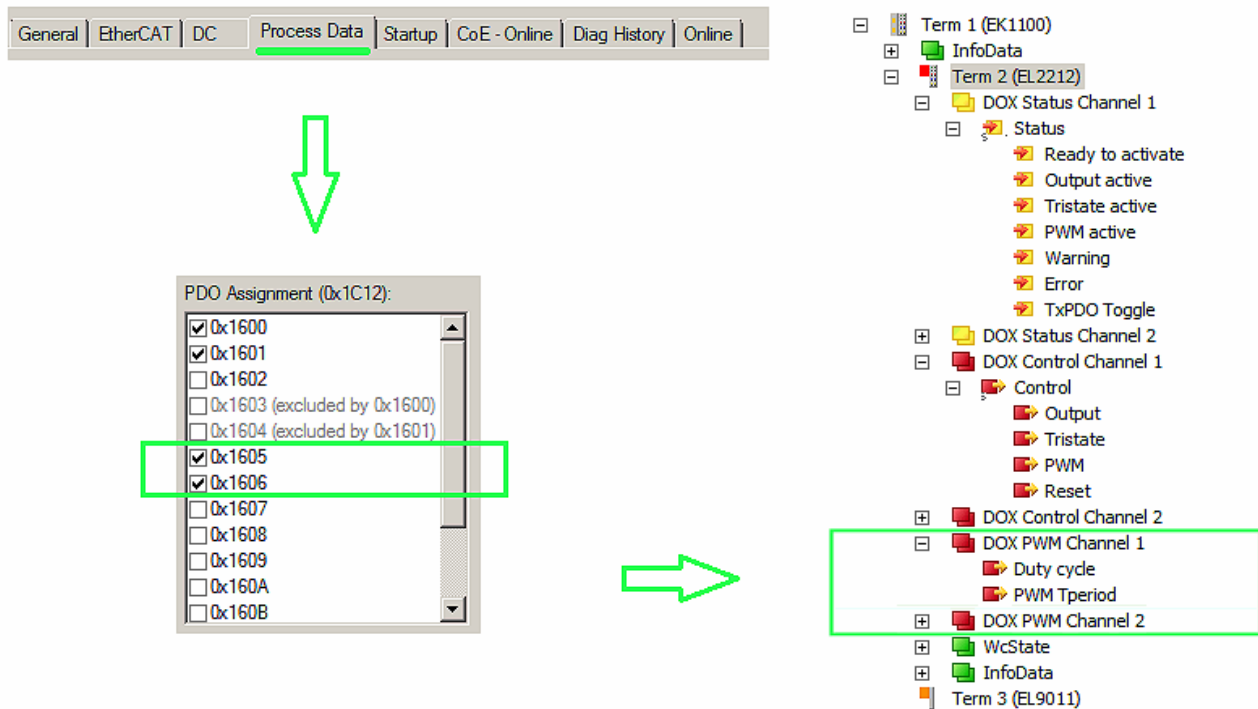 General
EtherCAT
DC
Process Data
Startup
CoE - Online
Diag History
Online
PDO Assignment (0x1C12):
0x1600
0x1601
0x1602
0x1603 (excluded by 0x1600)
0x1604 (excluded by 0x1601)
0x1605
0x1606
0x1607
0x1608
0x1609
0x160A
0x160B
Term 1 (EK1100)
InfoData
Term 2 (EL2212)
DOX Status Channel 1
Status
Ready to activate
Output active
Tristate active
PWM active
Warning
Error
TxPDO Toggle
DOX Status Channel 2
DOX Control Channel 1
Control
Output
Tristate
PWM
Reset
DOX Control Channel 2
DOX PWM Channel 1
Duty cycle
PWM Tperiod
DOX PWM Channel 2
WcState
InfoData
Term 3 (EL9011)